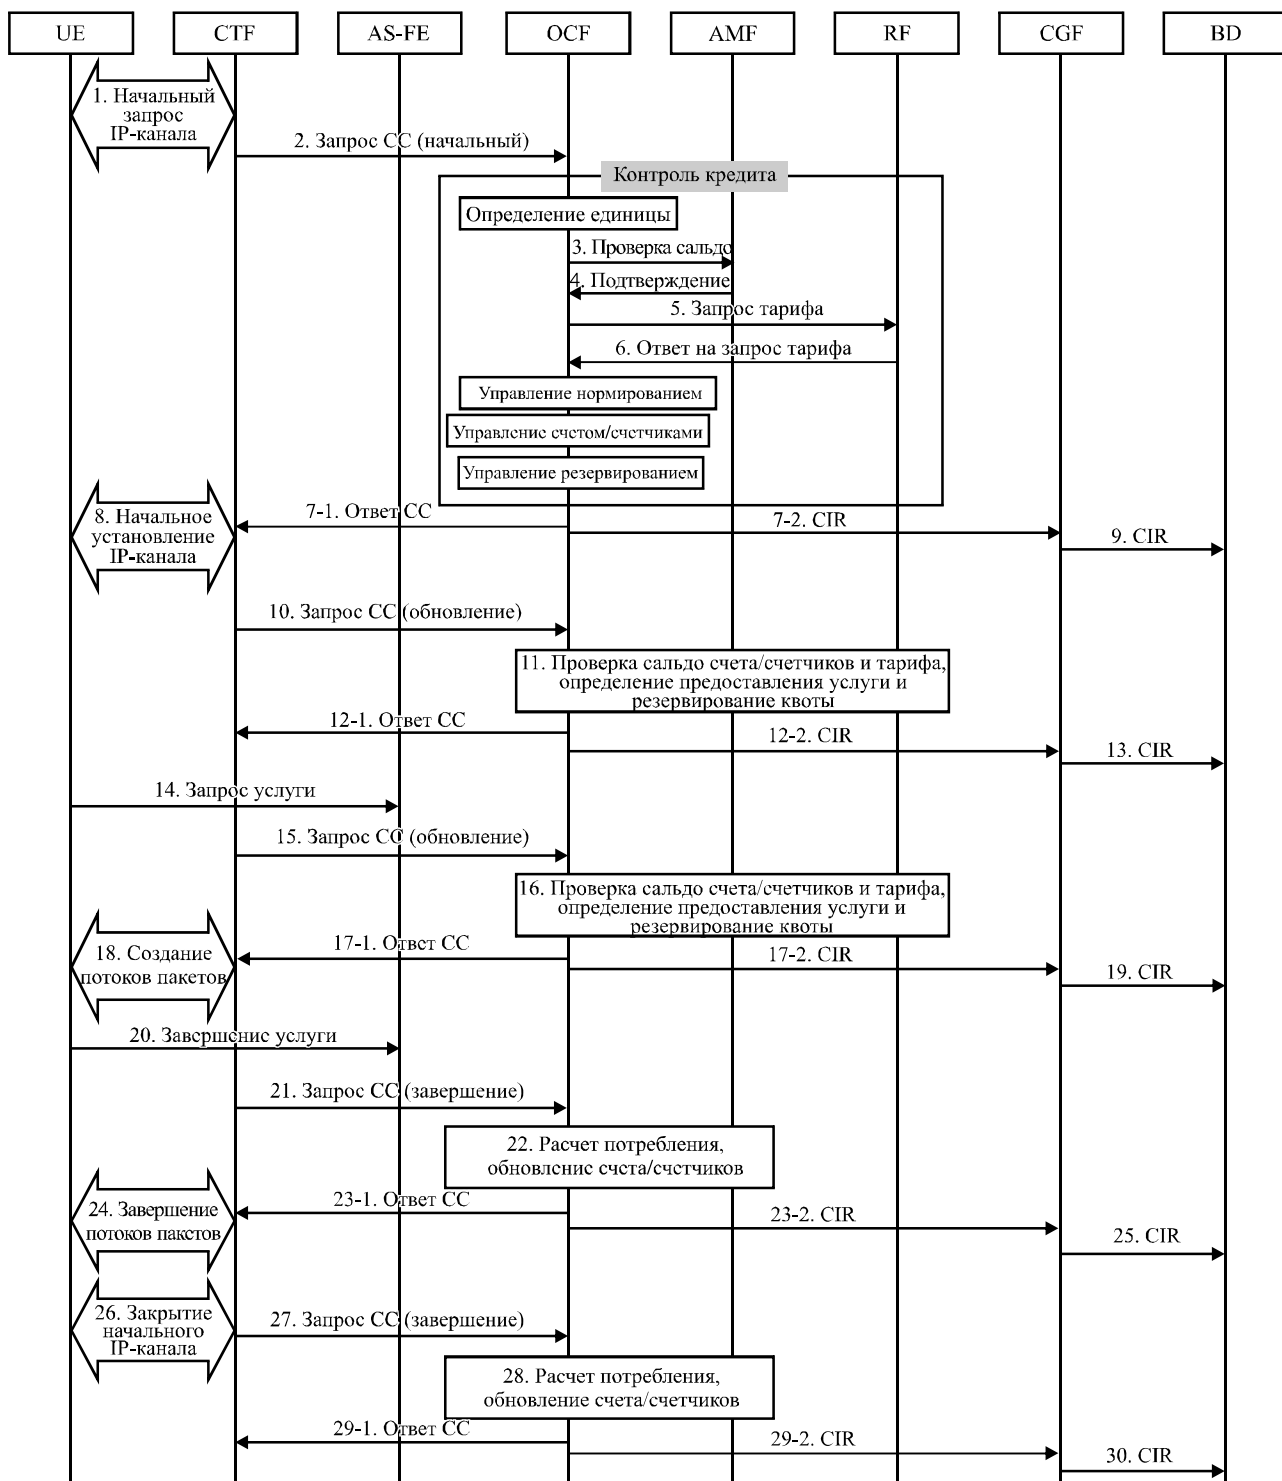 UE
CTF
AS-FE
OCF
AMF
RF
CGF
BD
1. Начальный
запрос
IP-канала
2. Запрос CC (начальный)
Контроль кредита
Определение единицы
3. Проверка сальдо
4. Подтверждение
5. Запрос тарифа
6. Ответ на запрос тарифа
Управление нормированием
Управление счетом/счетчиками
Управление резервированием
7-1. Ответ CC
7-2. CIR
8. Начальное
установление
IP-канала
9. CIR
10. Запрос CC (обновление)
11. Проверка сальдо счета/счетчиков и тарифа,
определение предоставления услуги и
резервирование квоты
12-1. Ответ CC
12-2. CIR
13. CIR
14. Запрос услуги
15. Запрос CC (обновление)
16. Проверка сальдо счета/счетчиков и тарифа,
определение предоставления услуги и
резервирование квоты
17-1. Ответ CC
17-2. CIR
18. Создание
потоков пакетов
19. CIR
20. Завершение услуги
21. Запрос CC (завершение)
22. Расчет потребления,
обновление счета/счетчиков
23-1. Ответ CC
23-2. CIR
24. Завершение
потоков пакетов
25. CIR
26. Закрытие
начального
IP-канала
27. Запрос CC (завершение)
28. Расчет потребления,
обновление счета/счетчиков
29-1. Ответ CC
29-2. CIR
30. CIR